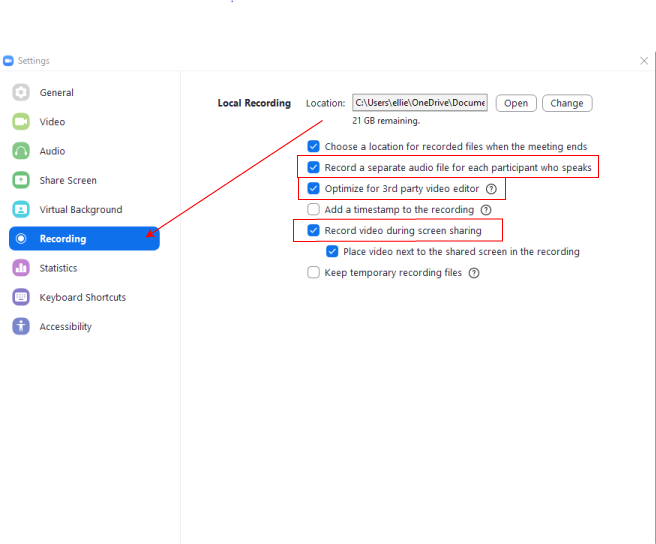 Settings
General
Video
Audio
Share Screen
Virtual Background
Recording
Statistics
Keyboard Shortcuts
Accessibility
Local Recording Location: C:\Users\ellie\OneDrive\Docume Open Change
21 GB remaining.
Choose a location for recorded files when the meeting ends
Record a separate audio file for each participant who speaks
Optimize for 3rd party video editor ?
Add a timestamp to the recording ?
Record video during screen sharing
Place video next to the shared screen in the recording
Keep temporary recording files ?